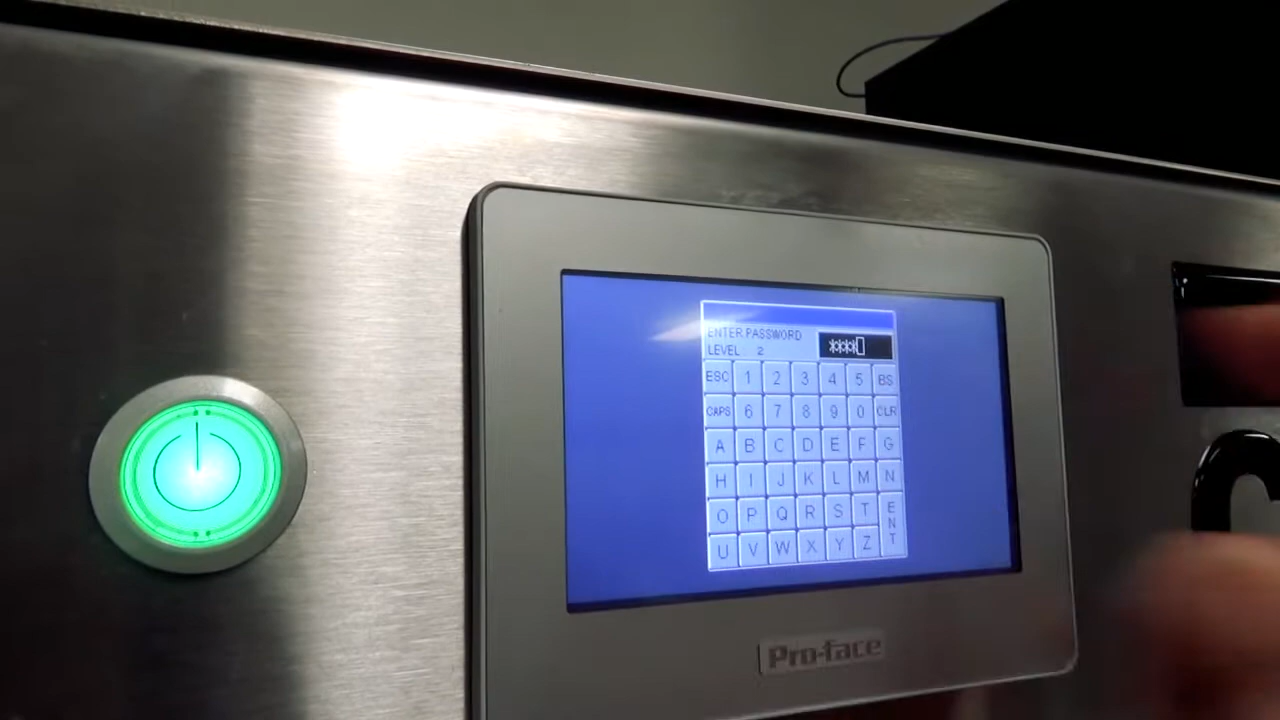 ENTER PASSWORD
LEVEL 2
****
ESC 1 2 3 4 5 BS
CAPS 6 7 8 9 0 CLR
A B C D E F G
H I J K L M N
O P Q R S T ENT
U V W X Y Z
Pro-face